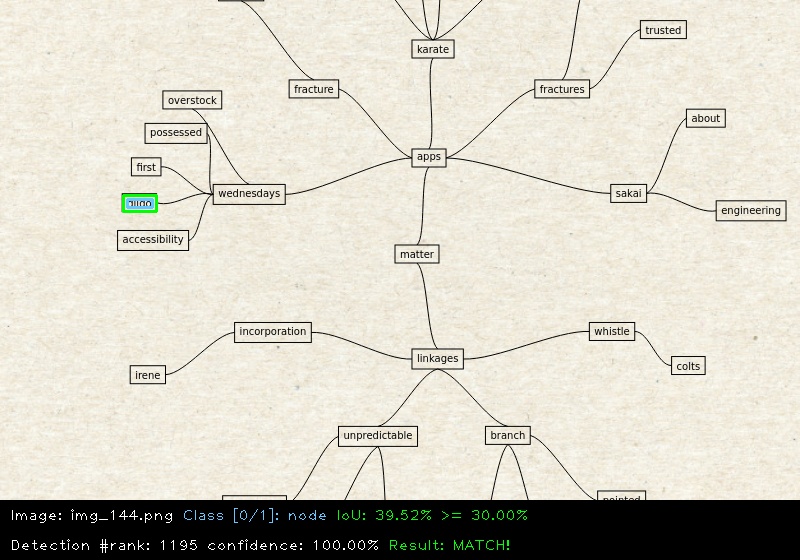 karate
trusted
fracture
fractures
overstock
about
possessed
apps
first
wednesdays
sakai
engineering
accessibility
matter
incorporation
whistle
linkages
irene
colts
unpredictable
branch
Image: img_144.png Class [0/1]: node IoU: 39.52% >= 30.00%
Detection #rank: 1195 confidence: 100.00% Result: MATCH!